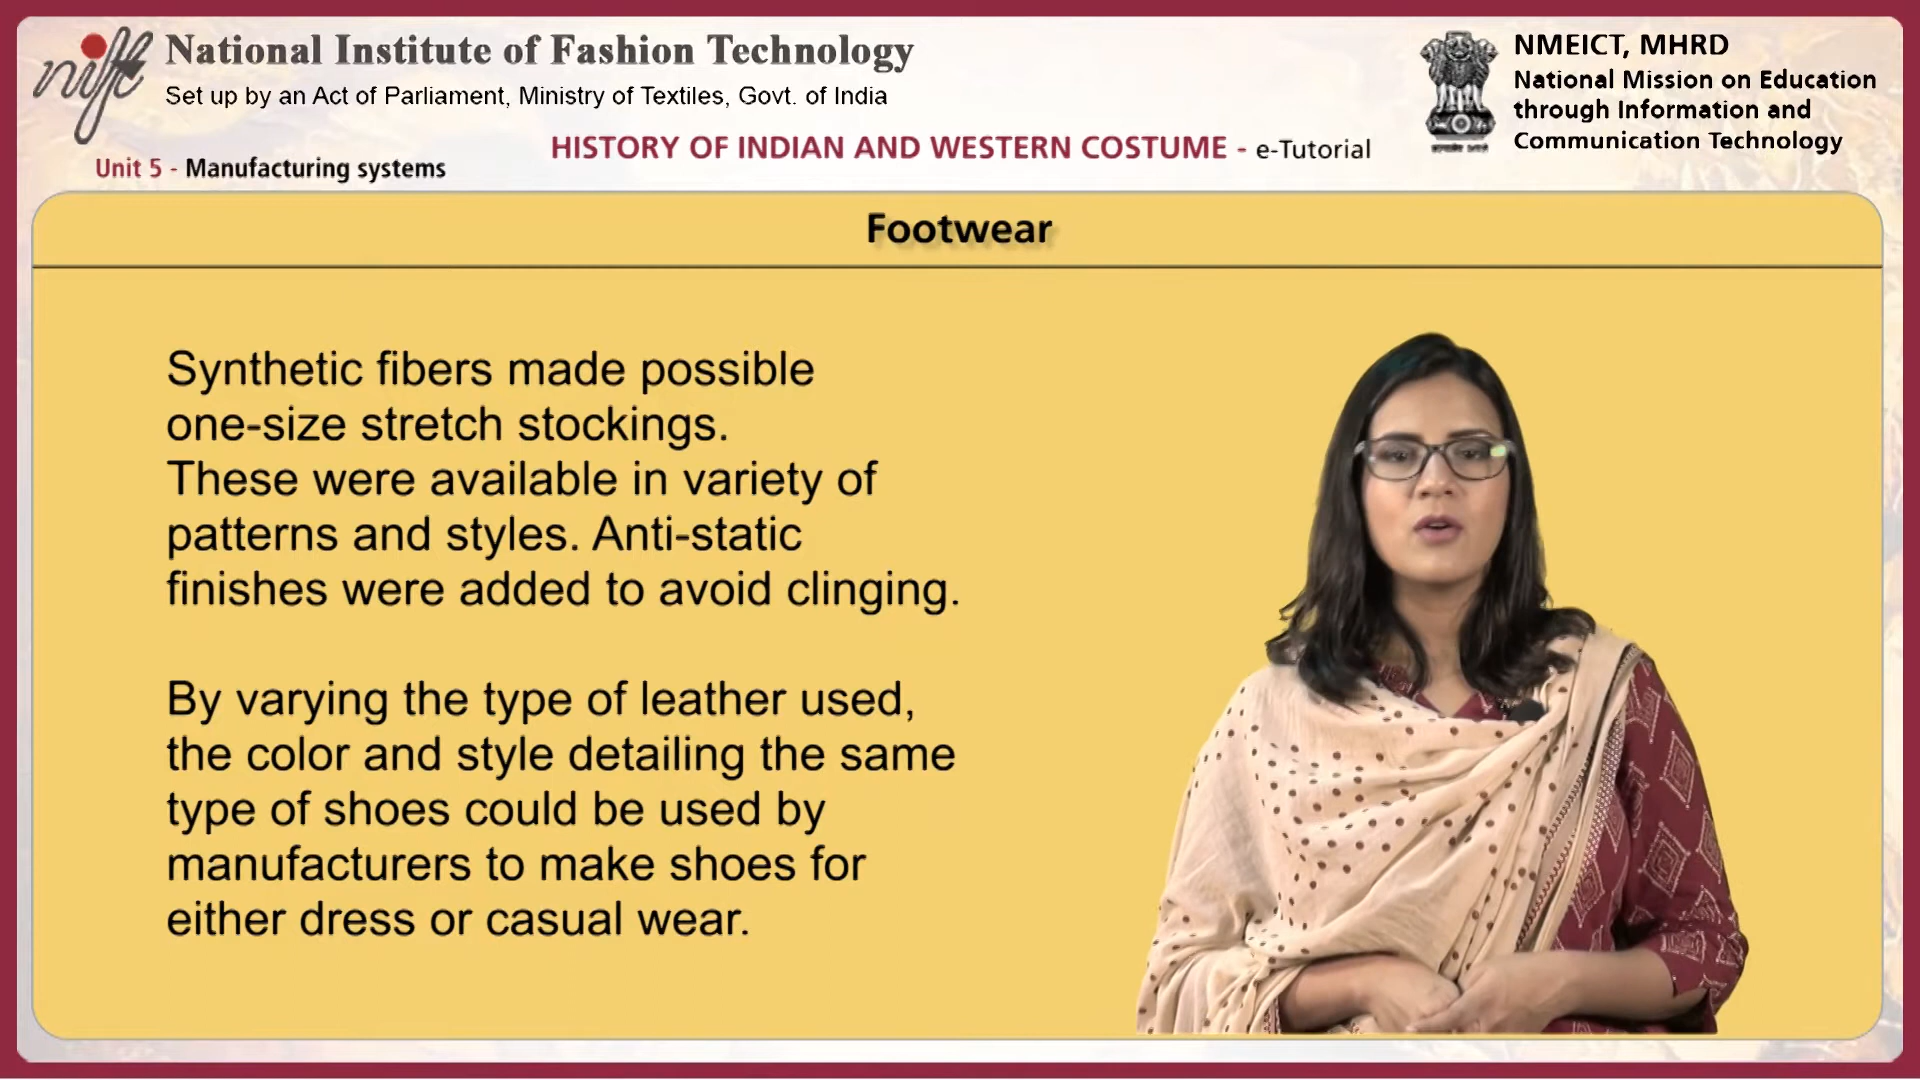 nift
National Institute of Fashion Technology
Set up by an Act of Parliament, Ministry of Textiles, Govt. of India
NMEICT, MHRD
National Mission on Education
through Information and
Communication Technology
HISTORY OF INDIAN AND WESTERN COSTUME - e-Tutorial
Unit 5 - Manufacturing systems
Footwear
Synthetic fibers made possible
one-size stretch stockings.
These were available in variety of
patterns and styles. Anti-static
finishes were added to avoid clinging.
By varying the type of leather used,
the color and style detailing the same
type of shoes could be used by
manufacturers to make shoes for
either dress or casual wear.